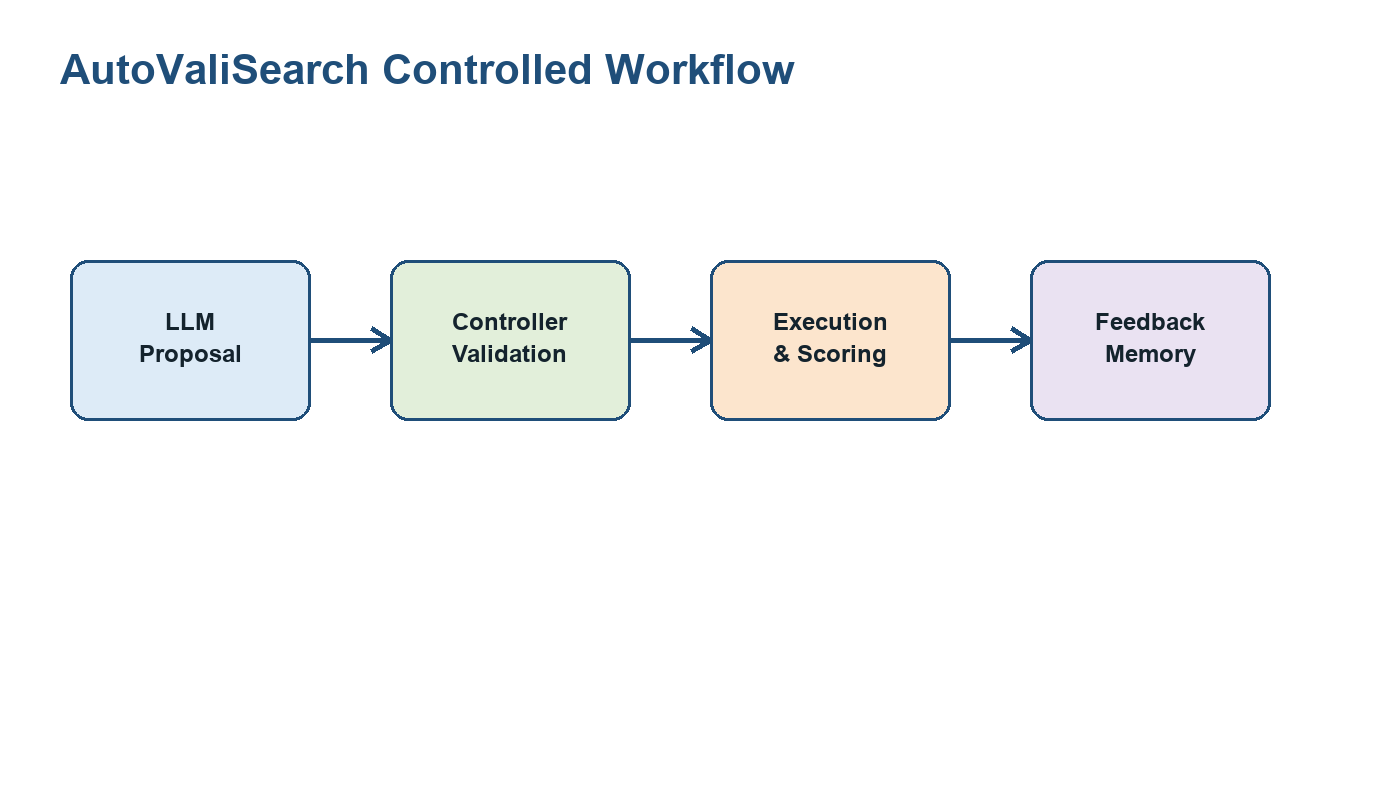 AutoValiSearch Controlled Workflow
LLM
Proposal
Controller
Validation
Execution
& Scoring
Feedback
Memory